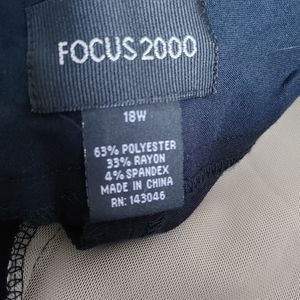 FOCUS 2000
18W
63% POLYESTER
33% RAYON
4% SPANDEX
MADE IN CHINA
RN: 143046